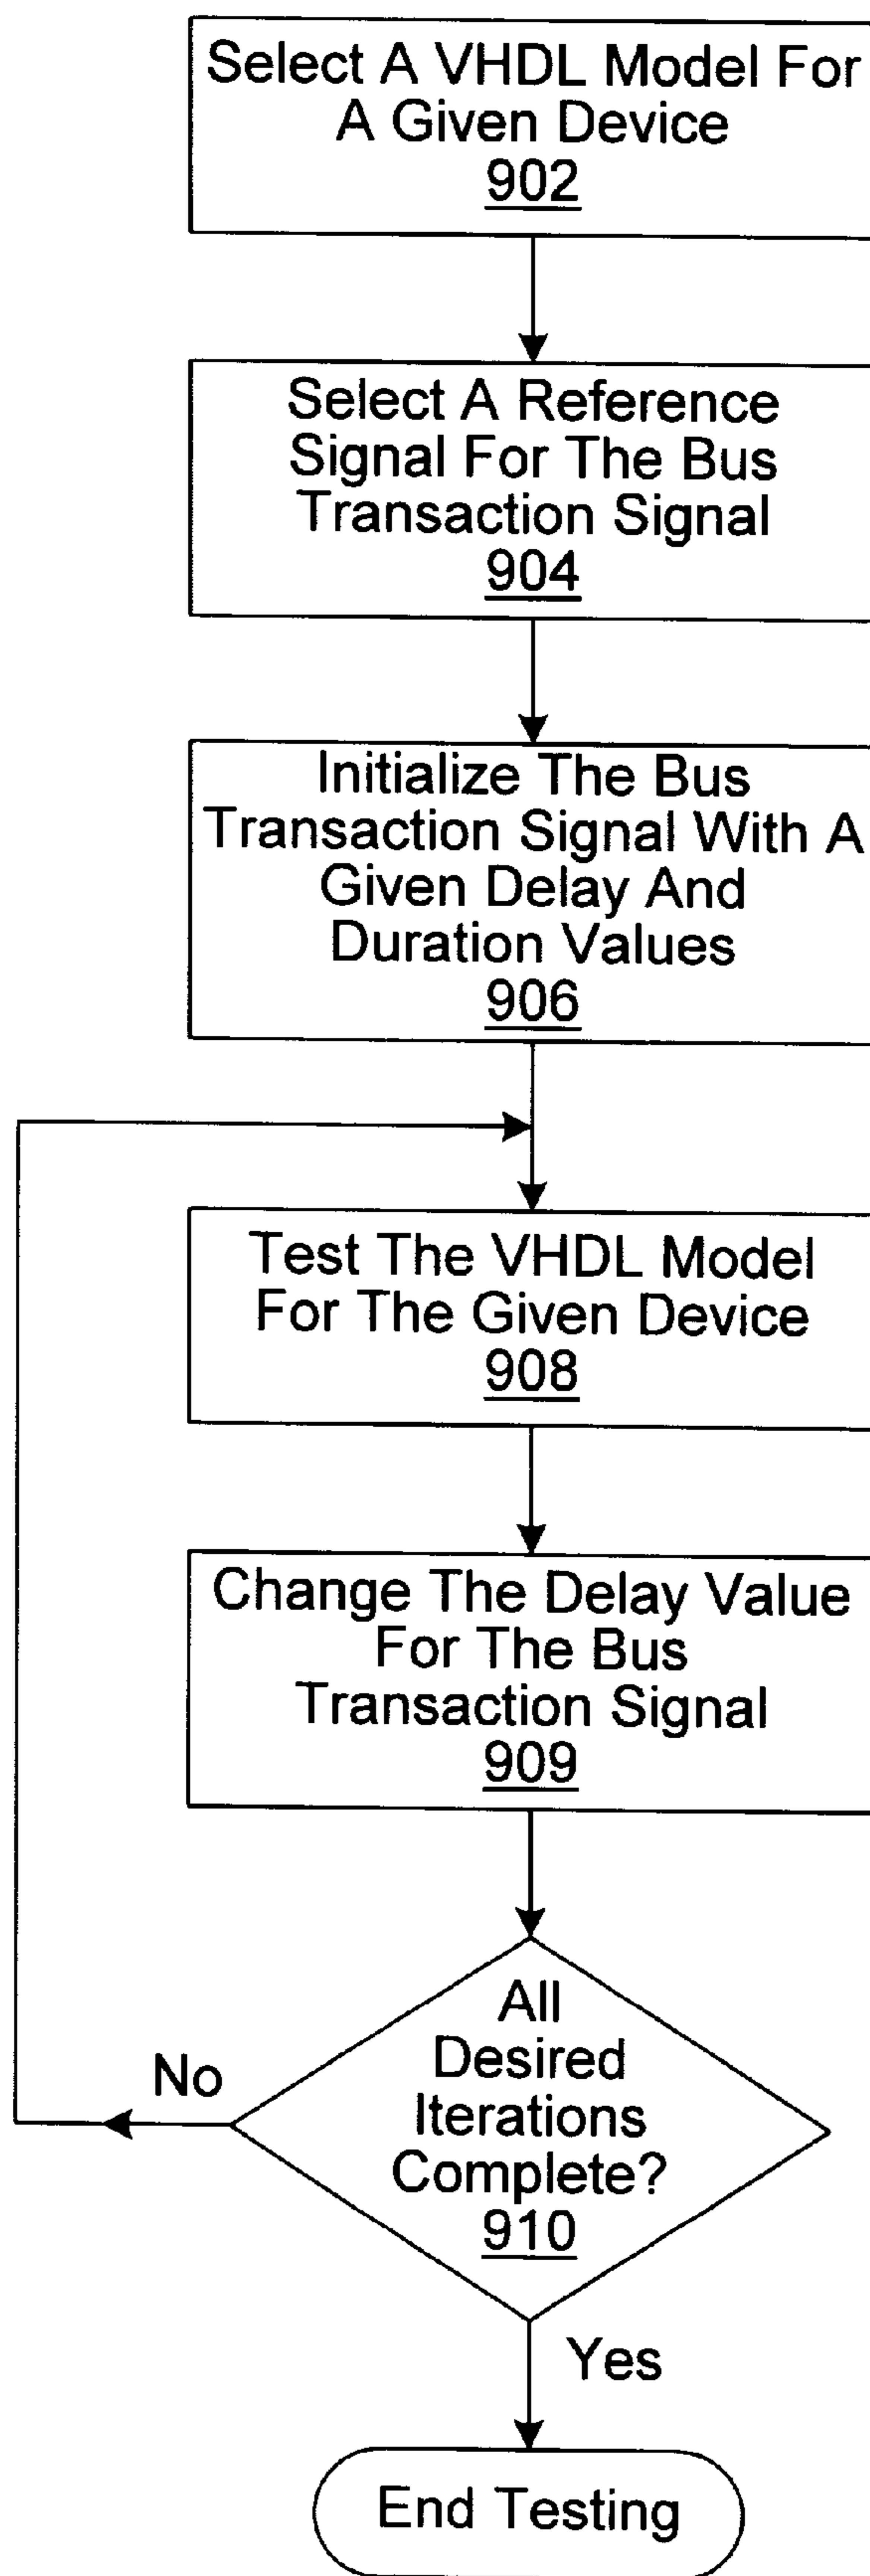 Select A VHDL Model For
A Given Device
902
Select A Reference
Signal For The Bus
Transaction Signal
904
Initialize The Bus
Transaction Signal With A
Given Delay And
Duration Values
906
Test The VHDL Model
For The Given Device
908
Change The Delay Value
For The Bus
Transaction Signal
909
All
Desired
Iterations
Complete?
910
No
Yes
End Testing